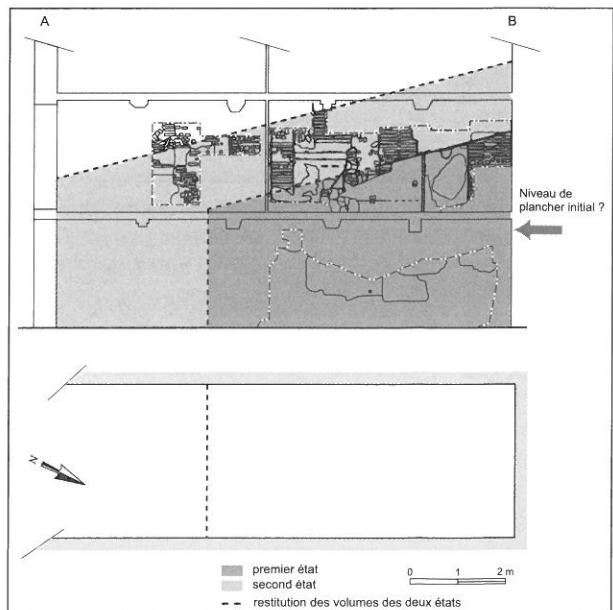 A
B
Niveau de
plancher initial ?
N
premier état
second état
0 1 2 m
restitution des volumes des deux états